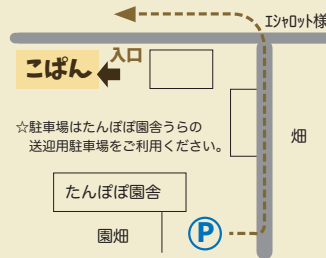 エシャロット様
入口
こぱん
☆駐車場はたんぽぽ園舎うらの
送迎用駐車場をご利用ください。
畑
たんぽぽ園舎
園畑
P